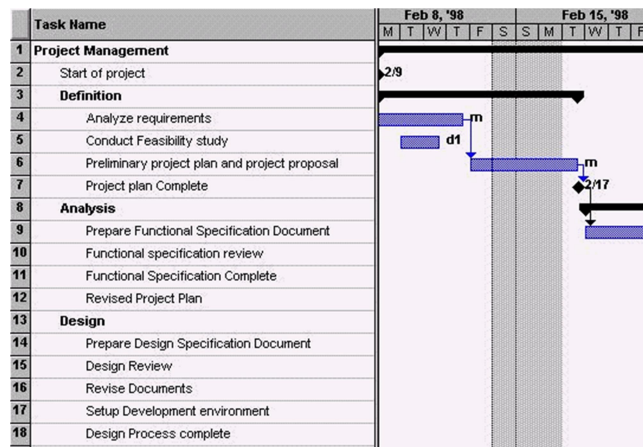 Task Name
Feb 8, '98 Feb 15, '98
M T W T F S S M T W T F
1 Project Management
2 Start of project 2/9
3 Definition
4 Analyze requirements m
5 Conduct Feasibility study d1
6 Preliminary project plan and project proposal m
7 Project plan Complete 2/17
8 Analysis
9 Prepare Functional Specification Document
10 Functional specification review
11 Functional Specification Complete
12 Revised Project Plan
13 Design
14 Prepare Design Specification Document
15 Design Review
16 Revise Documents
17 Setup Development environment
18 Design Process complete